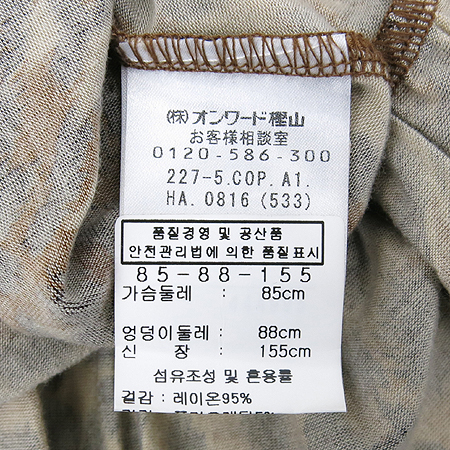 (株)オンワード樫山
お客様相談室
0120-586-300
227-5.COP.A1.
HA.0816(533)
품질경영 및 공산품
안전관리법에 의한 품질표시
85-88-155
가슴둘레 : 85cm
엉덩이둘레 : 88cm
신 장 : 155cm
섬유조성 및 혼용률
겉감 : 레이온95%